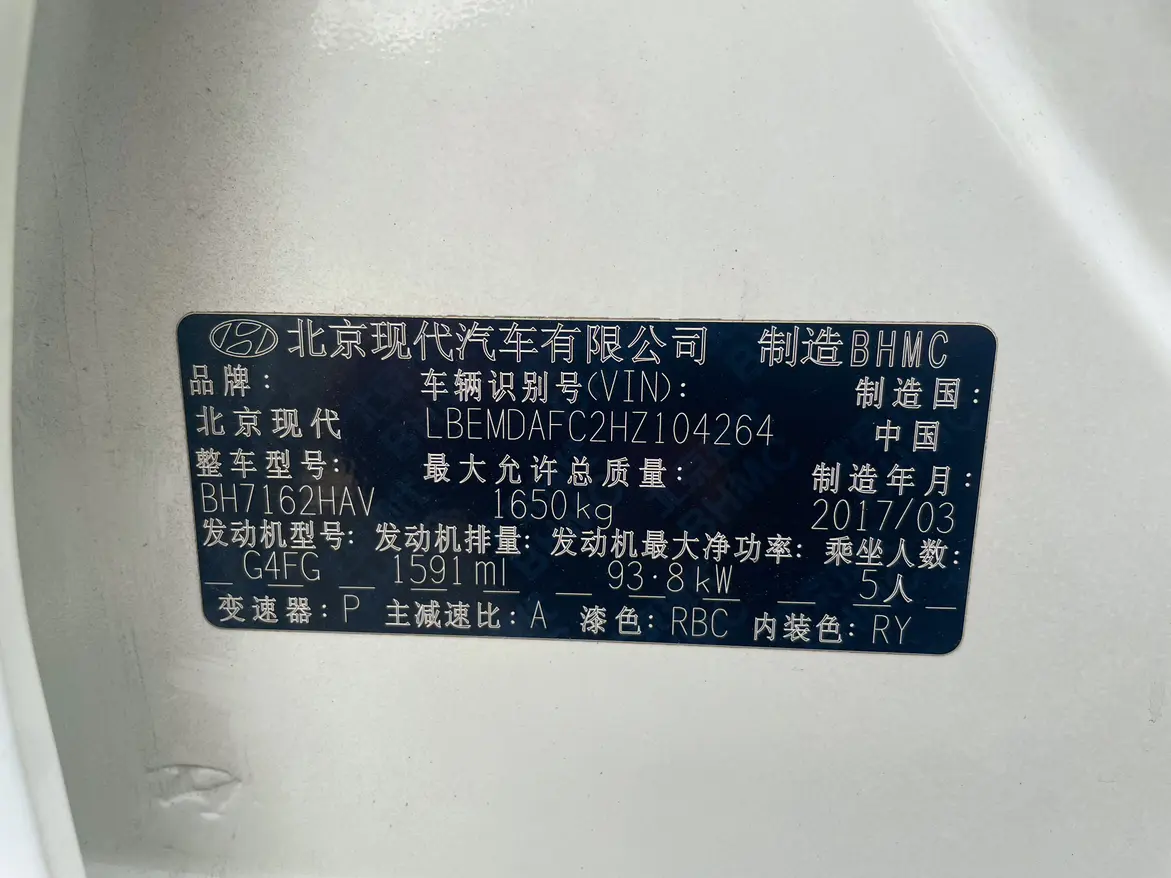 北京现代汽车有限公司 制造BHMC
品牌: 车辆识别号(VIN): 制造国:
北京现代 LBEMDAFC2HZ104264 中国
整车型号: 最大允许总质量: 制造年月:
BH7162HAV 1650kg 2017/03
发动机型号: 发动机排量: 发动机最大净功率: 乘坐人数:
G4FG 1591ml 93.8kW 5人
变速器: P 主减速比: A 漆色: RBC 内装色: RY